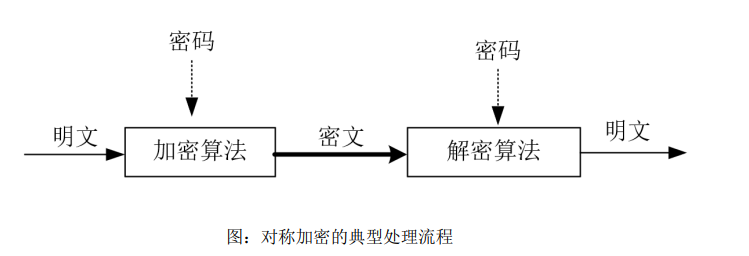 密码
密码
明文
加密算法
密文
解密算法
明文
图：对称加密的典型处理流程